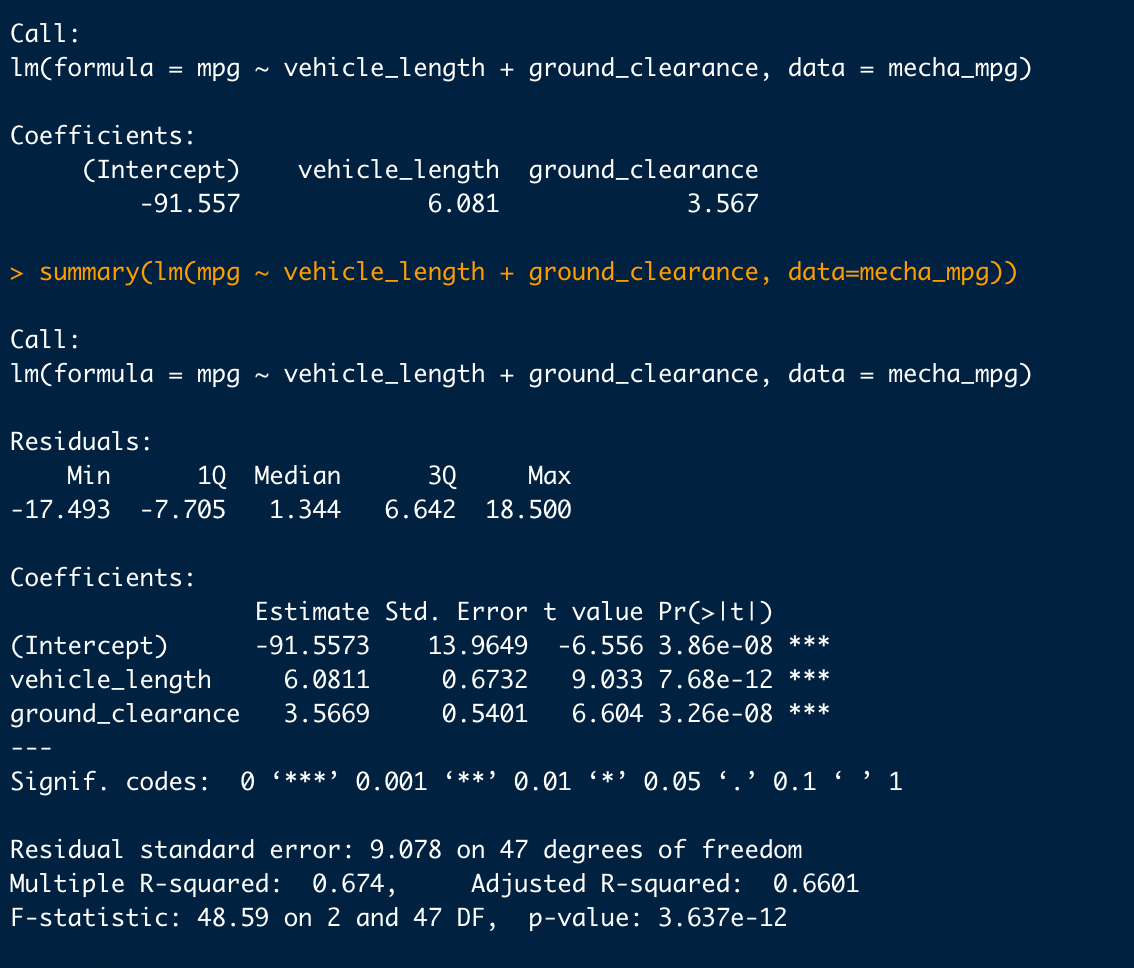 Call:
lm(formula = mpg ~ vehicle_length + ground_clearance, data = mecha_mpg)
Coefficients:
     (Intercept)    vehicle_length  ground_clearance
         -91.557             6.081             3.567
> summary(lm(mpg ~ vehicle_length + ground_clearance, data=mecha_mpg))
Call:
lm(formula = mpg ~ vehicle_length + ground_clearance, data = mecha_mpg)
Residuals:
    Min      1Q  Median      3Q     Max
-17.493  -7.705   1.344   6.642  18.500
Coefficients:
                 Estimate Std. Error t value Pr(>|t|)
(Intercept)      -91.5573    13.9649  -6.556 3.86e-08 ***
vehicle_length     6.0811     0.6732   9.033 7.68e-12 ***
ground_clearance   3.5669     0.5401   6.604 3.26e-08 ***
---
Signif. codes:  0 ‘***’ 0.001 ‘**’ 0.01 ‘*’ 0.05 ‘.’ 0.1 ‘ ’ 1
Residual standard error: 9.078 on 47 degrees of freedom
Multiple R-squared:  0.674,     Adjusted R-squared:  0.6601
F-statistic: 48.59 on 2 and 47 DF,  p-value: 3.637e-12